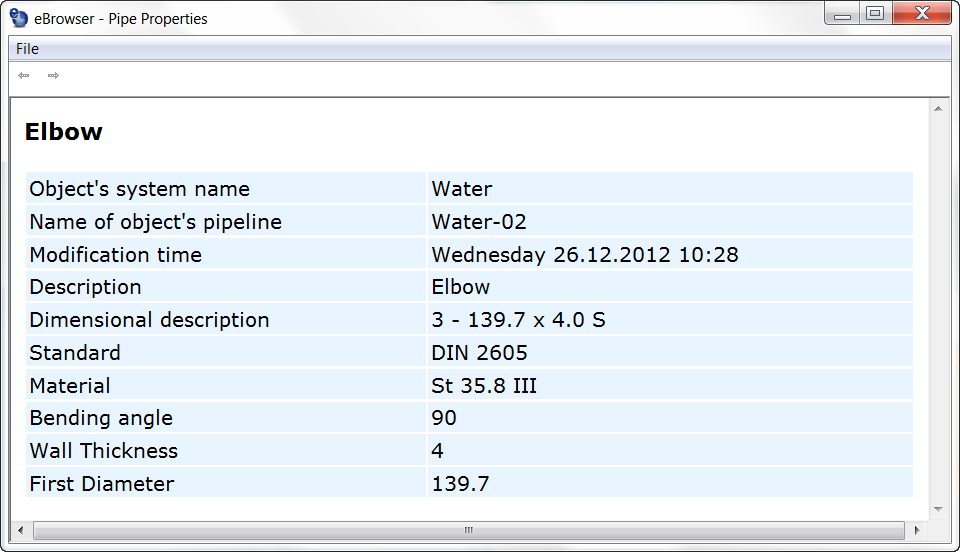 eBrowser - Pipe Properties
File
Elbow
Object's system name Water
Name of object's pipeline Water-02
Modification time Wednesday 26.12.2012 10:28
Description Elbow
Dimensional description 3 - 139.7 x 4.0 S
Standard DIN 2605
Material St 35.8 III
Bending angle 90
Wall Thickness 4
First Diameter 139.7